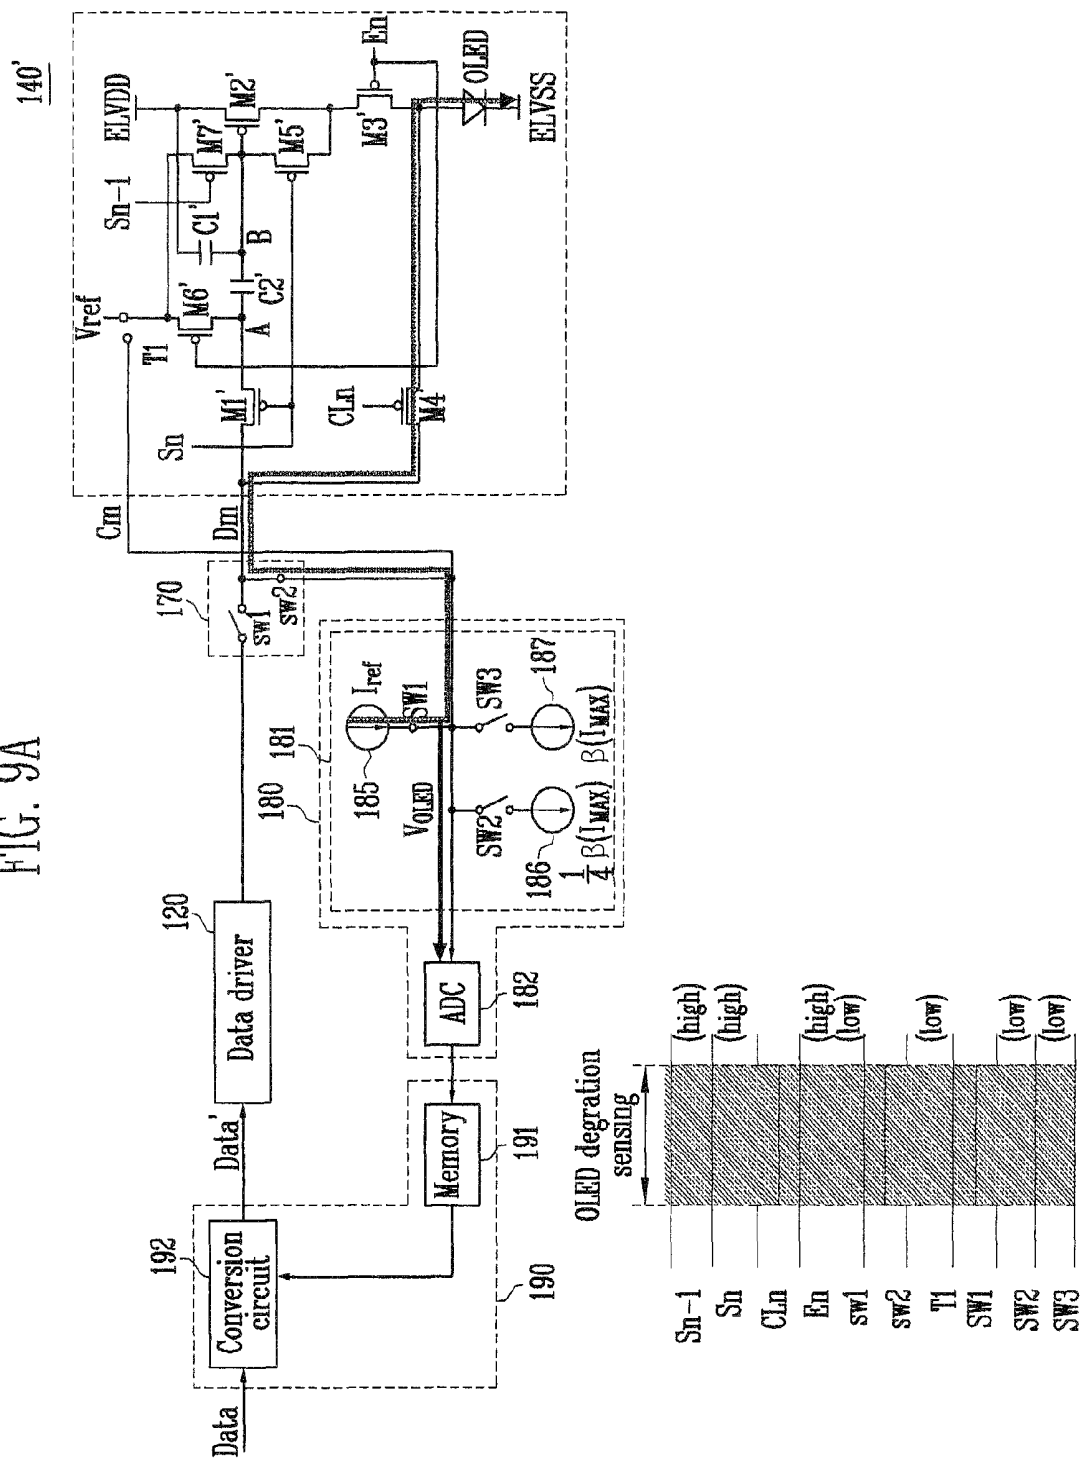 FIG. 9A
140'
ELVDD
Sn-1
M7'
M2'
Vref
C1'
M6'
B
M5'
En
T1
A
C2'
M3'
OLED
ELVSS
M1'
Sn
CLn
M4'
Cm
Dm
170
sw1
sw2
180
181
185
Iref
SW1
SW3
187
β(IMAX)
VOLED
SW2
186
1/4 β(IMAX)
120
Data driver
ADC
182
Data'
Memory
191
192
Conversion
circuit
190
Data
OLED degration
sensing
Sn-1 (high)
Sn (high)
CLn
En (high)
sw1 (low)
sw2
T1 (low)
SW1
SW2 (low)
SW3 (low)